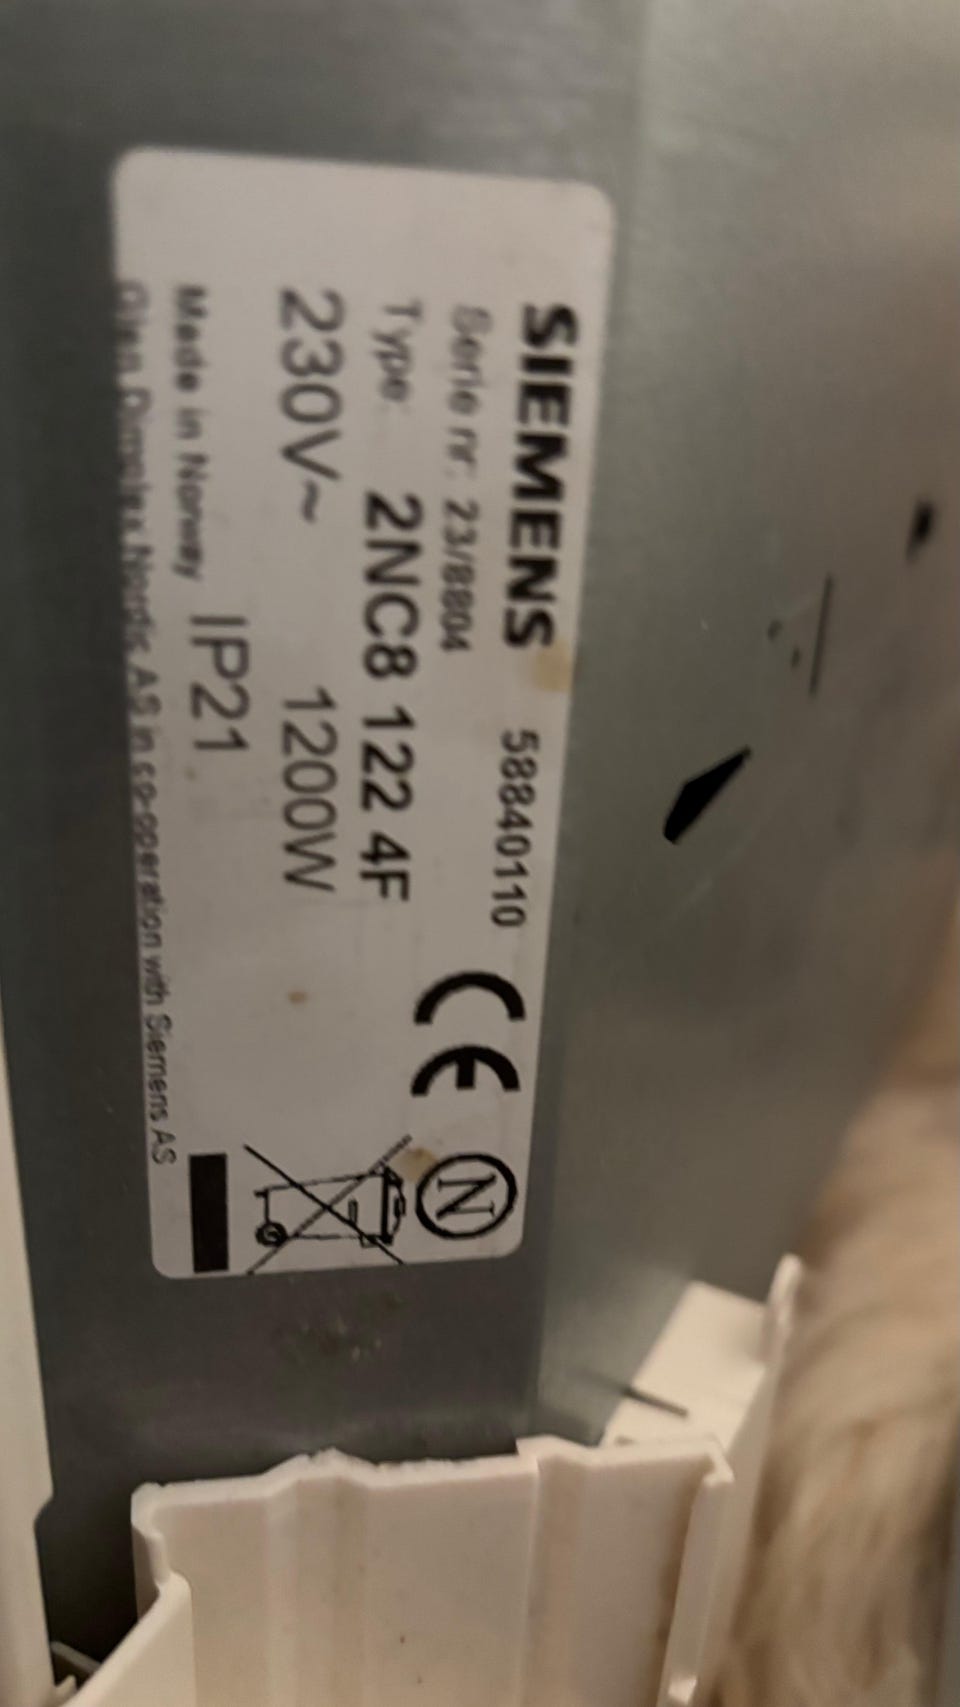 SIEMENS 58840110
Serie nr: 23/8804
Type: 2NC8 122 4F
230V~ 1200W
Made in Norway IP21
Glen Dimplex Nordic AS in co-operation with Siemens AS
CE
N